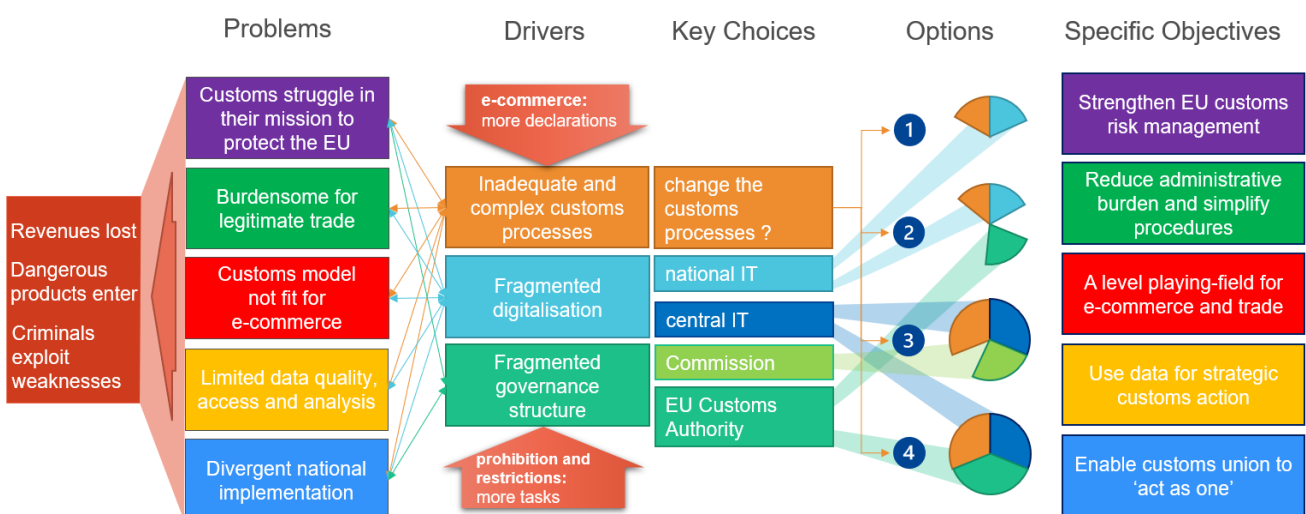 Problems
Drivers
Key Choices
Options
Specific Objectives
Revenues lost
Dangerous
products enter
Criminals
exploit
weaknesses
Customs struggle in
their mission to
protect the EU
Burdensome for
legitimate trade
Customs model
not fit for
e-commerce
Limited data quality,
access and analysis
Divergent national
implementation
e-commerce:
more declarations
Inadequate and
complex customs
processes
Fragmented
digitalisation
Fragmented
governance
structure
prohibition and
restrictions:
more tasks
change the
customs
processes ?
national IT
central IT
Commission
EU Customs
Authority
1
2
3
4
Strengthen EU customs
risk management
Reduce administrative
burden and simplify
procedures
A level playing-field for
e-commerce and trade
Use data for strategic
customs action
Enable customs union to
‘act as one’